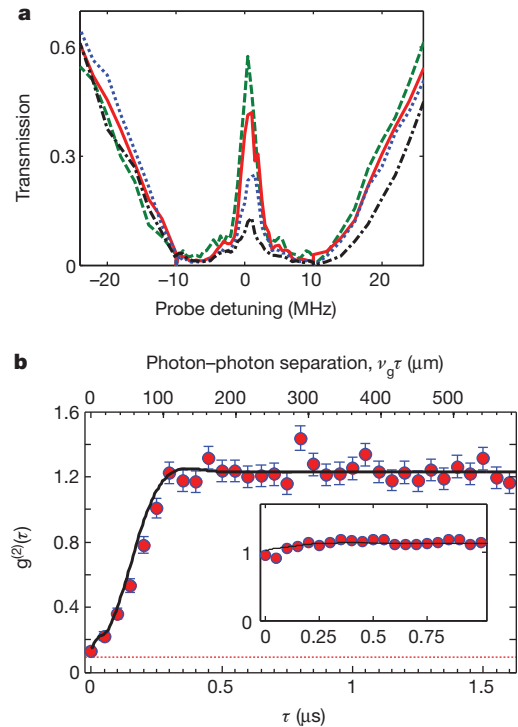 a
0.6
0.3
0
Transmission
−20 −10 0 10 20
Probe detuning (MHz)
b
Photon–photon separation, νgτ (μm)
0 100 200 300 400 500
1.6
1.2
0.8
0.4
0
g(2)(τ)
1
0 0.25 0.5 0.75
0 0.5 1 1.5
τ (μs)